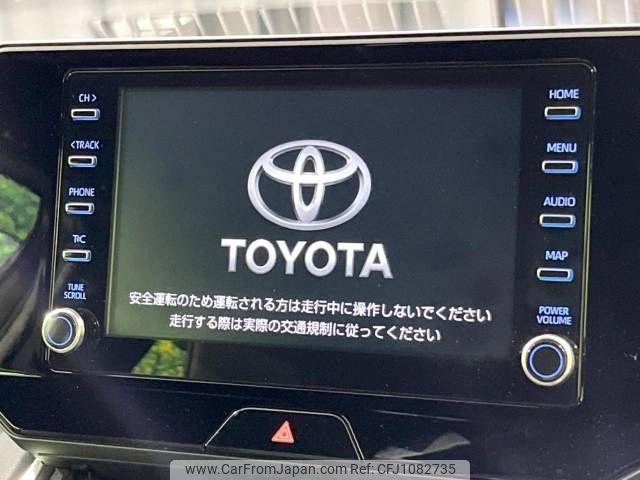 CH >
< TRACK
PHONE
T/C
TUNE
SCROLL
TOYOTA
安全運転のため運転される方は走行中に操作しないでください
走行する際は実際の交通規制に従ってください
HOME
MENU
AUDIO
MAP
POWER
VOLUME
www.CarFromJapan.com | Ref:CFJ1082735